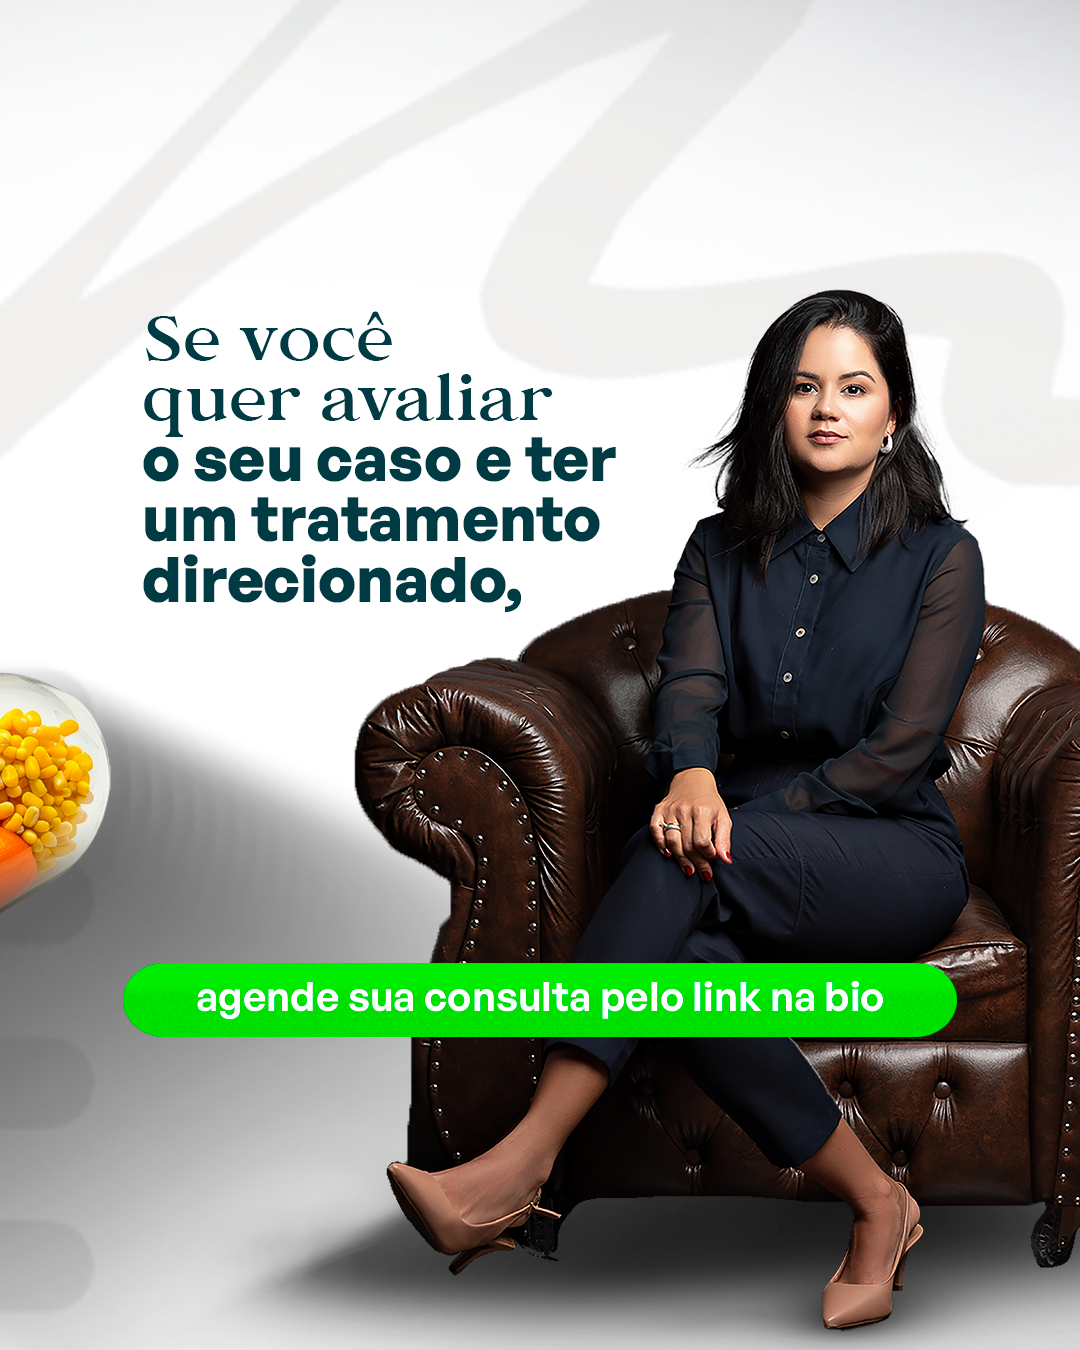 Se você
quer avaliar
o seu caso e ter
um tratamento
direcionado,
agende sua consulta pelo link na bio